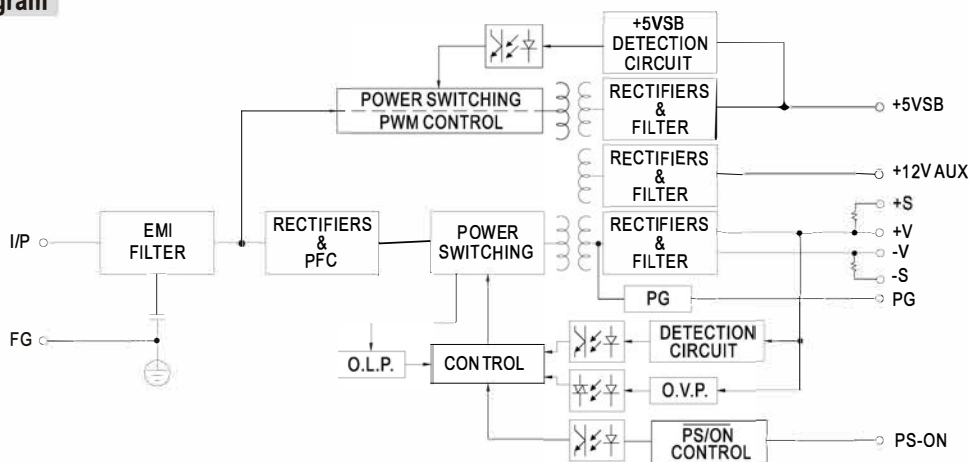 +5VSB
DETECTION
CIRCUIT
POWER SWITCHING
PWM CONTROL
RECTIFIERS
&
FILTER
+5VSB
RECTIFIERS
&
FILTER
+12V AUX
I/P
EMI
FILTER
RECTIFIERS
&
PFC
POWER
SWITCHING
RECTIFIERS
&
FILTER
+S
+V
-V
-S
PG
PG
FG
O.L.P.
CONTROL
DETECTION
CIRCUIT
O.V.P.
PS/ON
CONTROL
PS-ON